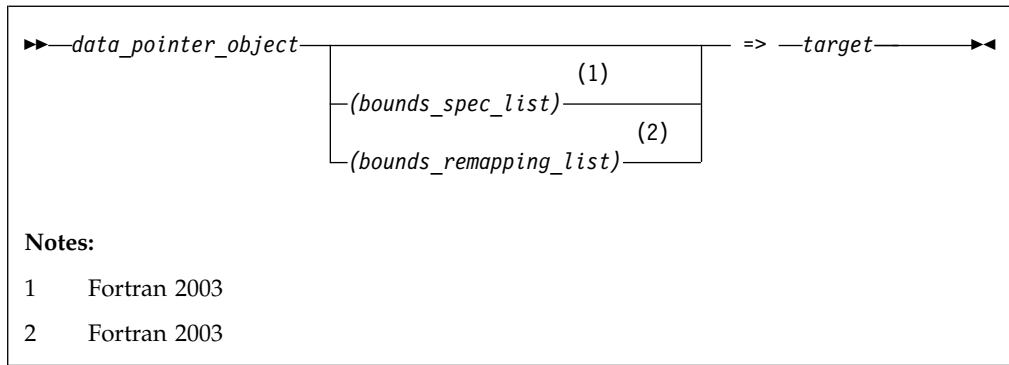 data_pointer_object => target
(1)
(bounds_spec_list)
(2)
(bounds_remapping_list)
Notes:
1 Fortran 2003
2 Fortran 2003